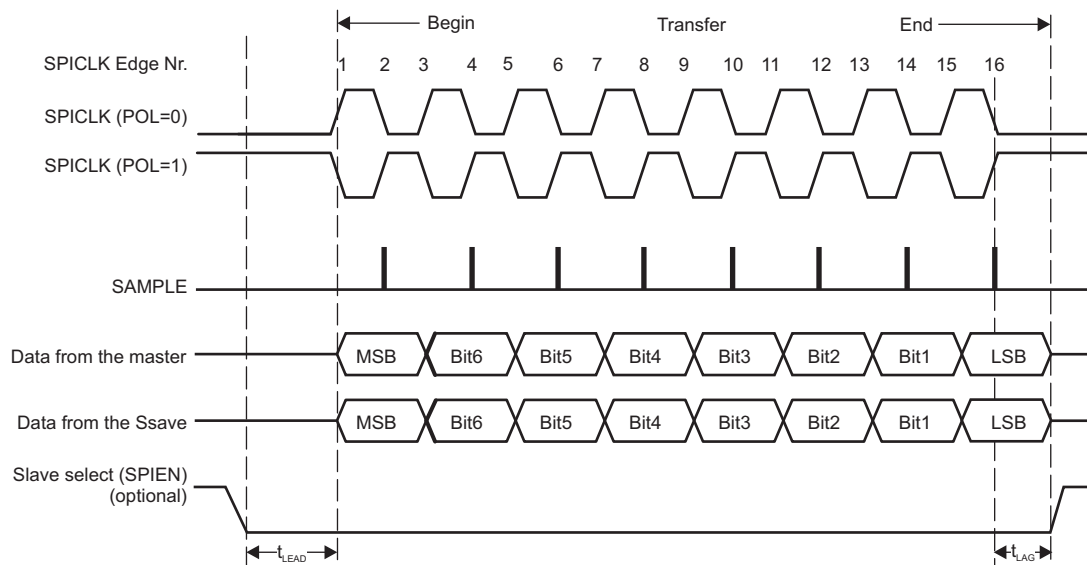 Begin Transfer End
SPICLK Edge Nr. 1 2 3 4 5 6 7 8 9 10 11 12 13 14 15 16
SPICLK (POL=0)
SPICLK (POL=1)
SAMPLE
Data from the master MSB Bit6 Bit5 Bit4 Bit3 Bit2 Bit1 LSB
Data from the Ssave MSB Bit6 Bit5 Bit4 Bit3 Bit2 Bit1 LSB
Slave select (SPIEN)
(optional)
tLEAD tLAG